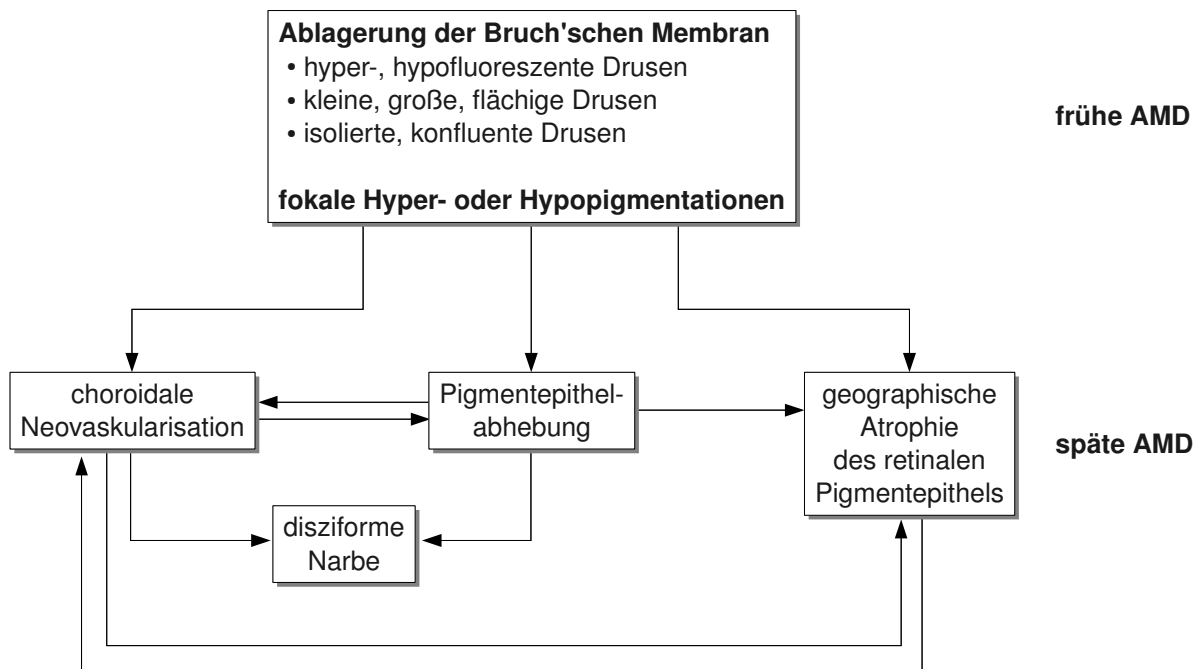 Ablagerung der Bruch'schen Membran
• hyper-, hypofluoreszente Drusen
• kleine, große, flächige Drusen
• isolierte, konfluente Drusen
fokale Hyper- oder Hypopigmentationen
frühe AMD
choroidale
Neovaskularisation
Pigmentepithel-
abhebung
geographische
Atrophie
des retinalen
Pigmentepithels
späte AMD
disziforme
Narbe